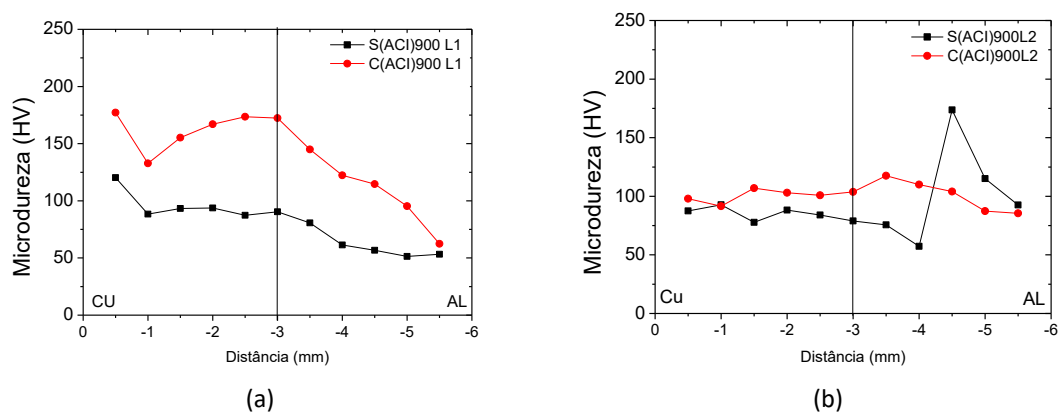 250
200
150
100
50
0
Microdureza (HV)
S(ACI)900 L1
C(ACI)900 L1
CU
AL
0 -1 -2 -3 -4 -5 -6
Distância (mm)
(a)
250
200
150
100
50
0
Microdureza (HV)
S(ACI)900L2
C(ACI)900L2
Cu
AL
0 -1 -2 -3 -4 -5 -6
Distância (mm)
(b)